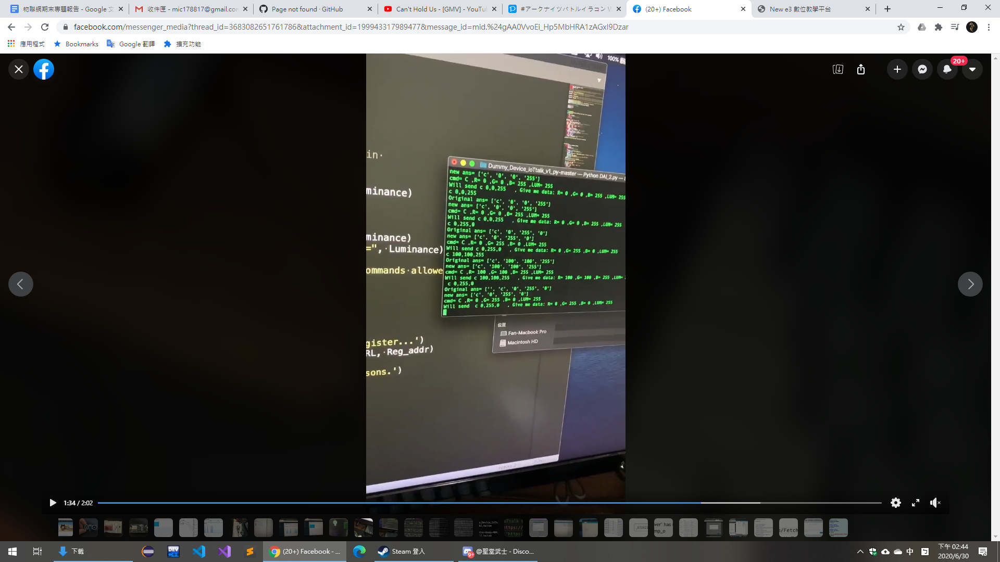 物聯網期末專題報告 - Google 文
收件匣 - mic178817@gmail.com
Page not found · GitHub
Can't Hold Us - [GMV] - YouTu
#アークナイツバトルイラコン
(20+) Facebook
New e3 數位教學平台
facebook.com/messenger_media?thread_id=3683082651761786&attachment_id=199943317989477&message_id=mid.%24gAA0VvoEi_Hp5MbHRA1zAGxI9Dzar
應用程式
Bookmarks
Google 翻譯
擴充功能
20+
100%
in·
minance)
minance)
=",·Luminance)
ommands·allowe
gister...')
RL,·Reg_addr)
sons.')
Dummy_Device_IoTtalk_v1_py-master — Python DAI_2.py —
new ans= ['c', '0', '0', '255']
cmd= C ,R= 0 ,G= 0 ,B= 255 ,LUM= 255
Will send c 0,0,255 , Give me data: R= 0 ,G= 0 ,B= 255 ,LUM= 255
c 0,0,255
Original ans= ['c', '0', '0', '255']
new ans= ['c', '0', '0', '255']
cmd= C ,R= 0 ,G= 0 ,B= 255 ,LUM= 255
Will send c 0,0,255 , Give me data: R= 0 ,G= 0 ,B= 255 ,LUM= 255
c 0,255,0
Original ans= ['c', '0', '255', '0']
new ans= ['c', '0', '255', '0']
cmd= C ,R= 0 ,G= 255 ,B= 0 ,LUM= 255
Will send c 0,255,0 , Give me data: R= 0 ,G= 255 ,B= 0 ,LUM= 255
c 100,100,255
Original ans= ['c', '100', '100', '255']
new ans= ['c', '100', '100', '255']
cmd= C ,R= 100 ,G= 100 ,B= 255 ,LUM= 255
Will send c 100,100,255 , Give me data: R= 100 ,G= 100 ,B= 255 ,LUM=
c 0,255,0
Original ans= ['', 'c', '0', '255', '0']
new ans= ['c', '0', '255', '0']
cmd= C ,R= 0 ,G= 255 ,B= 0 ,LUM= 255
Will send c 0,255,0 , Give me data: R= 0 ,G= 255 ,B= 0 ,LUM= 255
位置
Fan-Macbook Pro
Macintosh HD
1:34 / 2:02
下載
(20+) Facebook - ...
Steam 登入
9+
@聖堂武士 - Disco...
中
下午 02:44
2020/6/30